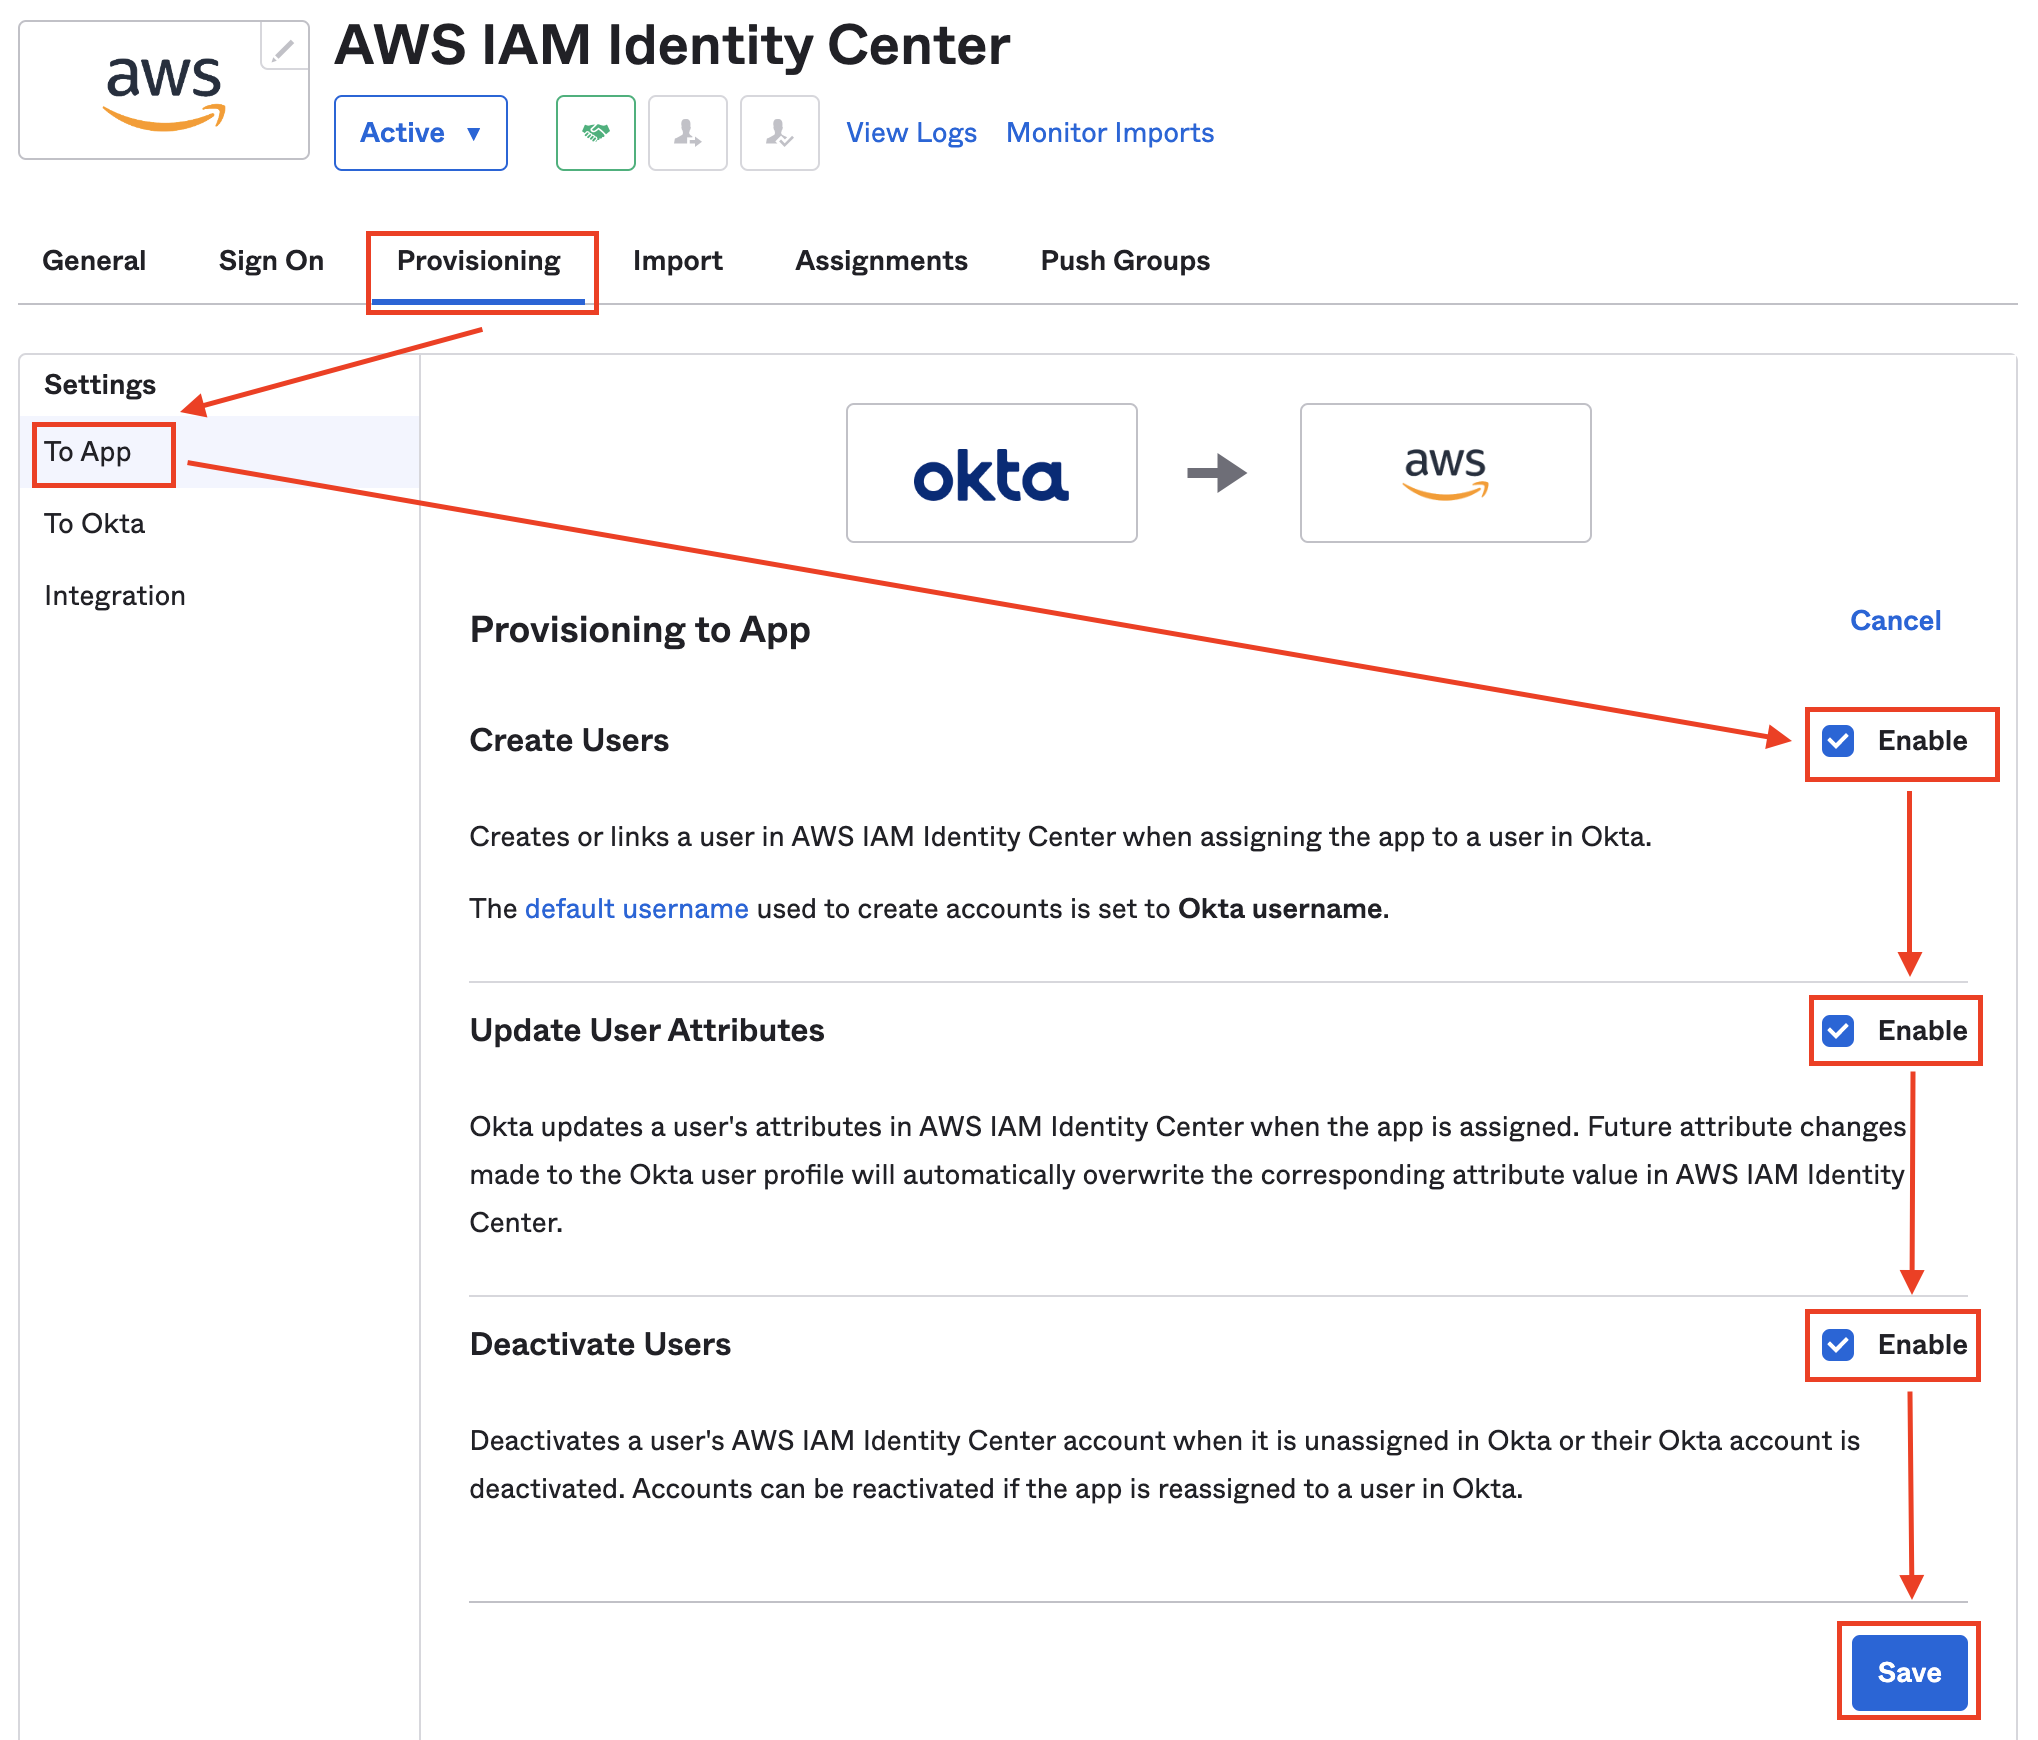 aws
AWS IAM Identity Center
Active ▼
View Logs
Monitor Imports
General
Sign On
Provisioning
Import
Assignments
Push Groups
Settings
To App
To Okta
Integration
okta
aws
Provisioning to App
Cancel
Create Users
Enable
Creates or links a user in AWS IAM Identity Center when assigning the app to a user in Okta.
The default username used to create accounts is set to Okta username.
Update User Attributes
Enable
Okta updates a user's attributes in AWS IAM Identity Center when the app is assigned. Future attribute changes
made to the Okta user profile will automatically overwrite the corresponding attribute value in AWS IAM Identity
Center.
Deactivate Users
Enable
Deactivates a user's AWS IAM Identity Center account when it is unassigned in Okta or their Okta account is
deactivated. Accounts can be reactivated if the app is reassigned to a user in Okta.
Save